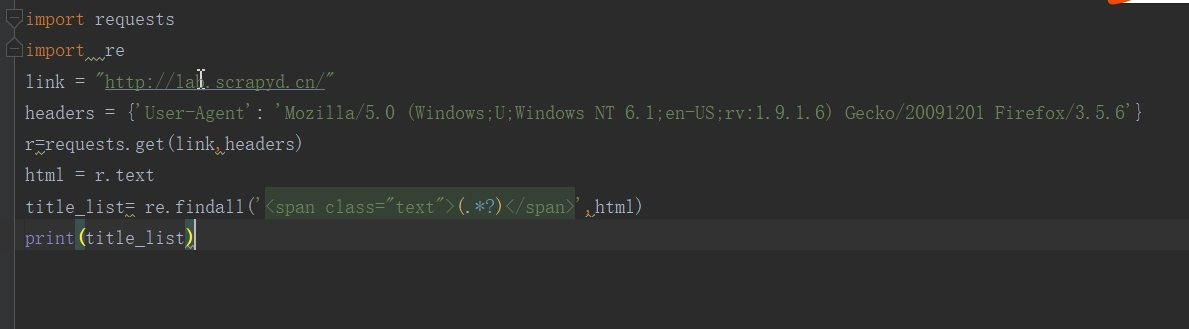 import requests
import  re
link = "http://lab.scrapyd.cn/"
headers = {'User-Agent': 'Mozilla/5.0 (Windows;U;Windows NT 6.1;en-US;rv:1.9.1.6) Gecko/20091201 Firefox/3.5.6'}
r=requests.get(link,headers)
html = r.text
title_list= re.findall('<span class="text">(.*?)</span>',html)
print(title_list)